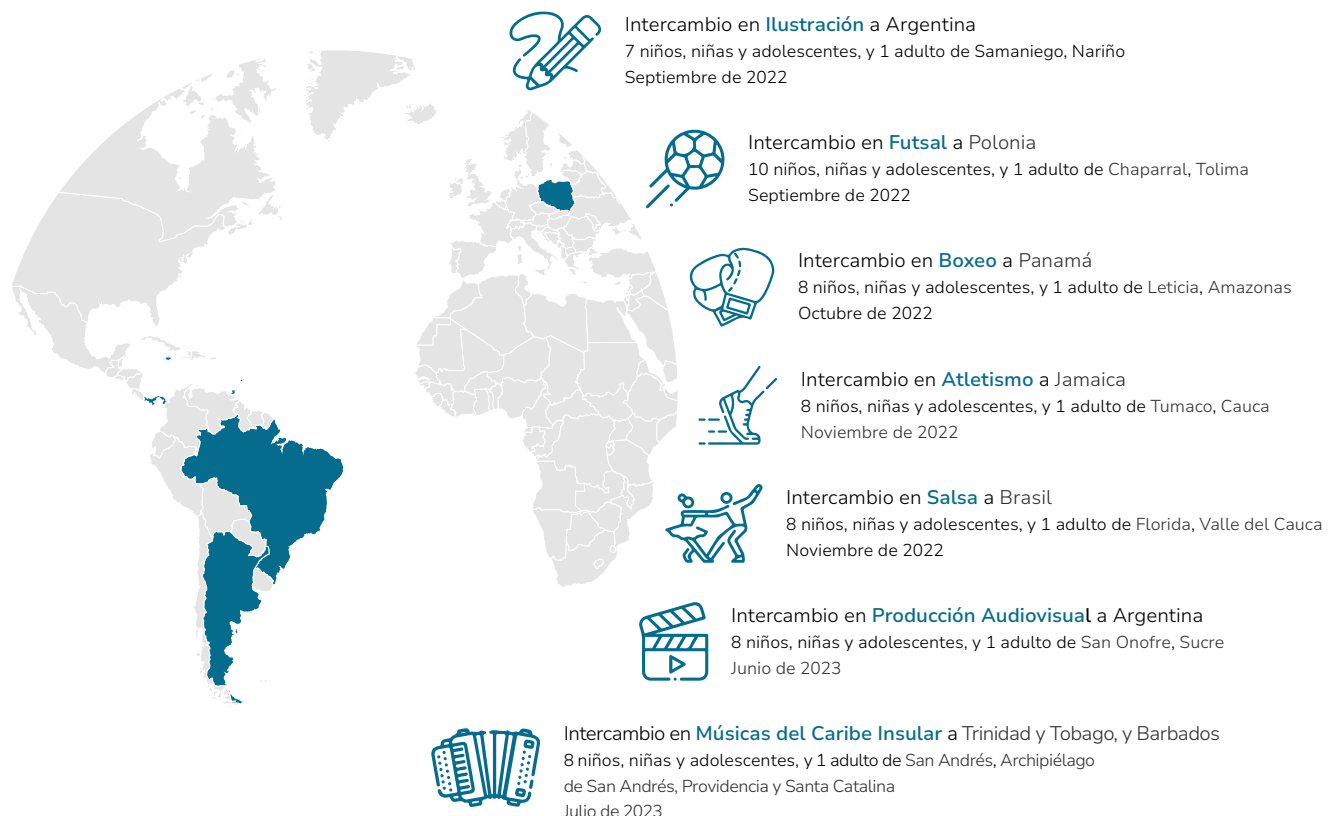 Intercambio en Ilustración a Argentina
7 niños, niñas y adolescentes, y 1 adulto de Samaniego, Nariño
Septiembre de 2022
Intercambio en Futsal a Polonia
10 niños, niñas y adolescentes, y 1 adulto de Chaparral, Tolima
Septiembre de 2022
Intercambio en Boxeo a Panamá
8 niños, niñas y adolescentes, y 1 adulto de Leticia, Amazonas
Octubre de 2022
Intercambio en Atletismo a Jamaica
8 niños, niñas y adolescentes, y 1 adulto de Tumaco, Cauca
Noviembre de 2022
Intercambio en Salsa a Brasil
8 niños, niñas y adolescentes, y 1 adulto de Florida, Valle del Cauca
Noviembre de 2022
Intercambio en Producción Audiovisual a Argentina
8 niños, niñas y adolescentes, y 1 adulto de San Onofre, Sucre
Junio de 2023
Intercambio en Músicas del Caribe Insular a Trinidad y Tobago, y Barbados
8 niños, niñas y adolescentes, y 1 adulto de San Andrés, Archipiélago
de San Andrés, Providencia y Santa Catalina
Julio de 2023